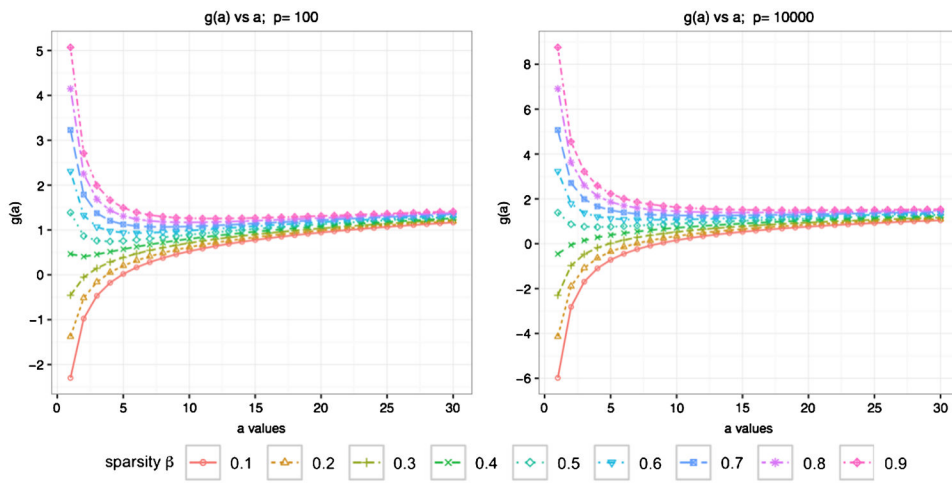 g(a) vs a; p= 100
g(a) vs a; p= 10000
5
4
3
2
1
0
−1
−2
g(a)
0 5 10 15 20 25 30
a values
8
6
4
2
0
−2
−4
−6
g(a)
0 5 10 15 20 25 30
a values
sparsity β 0.1 0.2 0.3 0.4 0.5 0.6 0.7 0.8 0.9